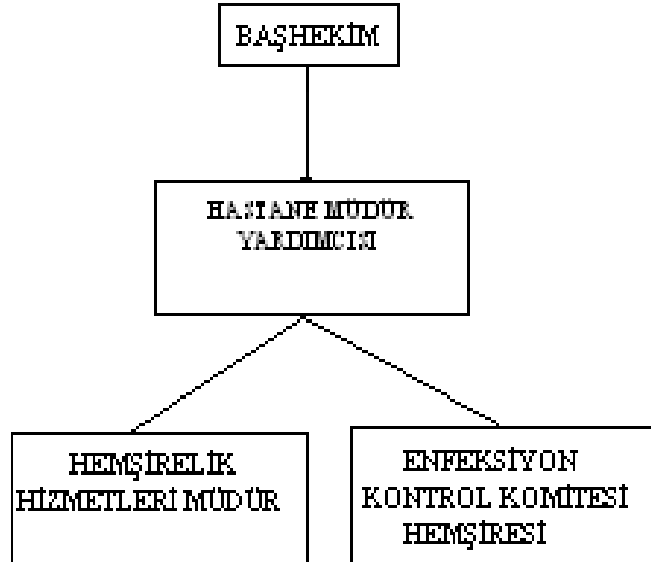 BAŞHEKİM
HASTANE MÜDÜR
YARDIMCISI
HEMŞİRELİK
HİZMETLERİ MÜDÜR
ENFEKSİYON
KONTROL KOMİTESİ
HEMŞİRESİ